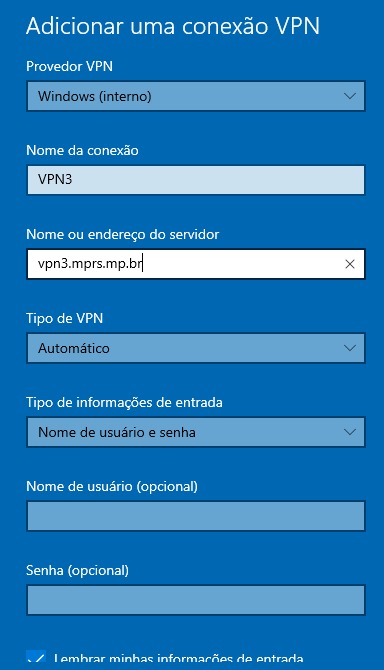 Adicionar uma conexão VPN
Provedor VPN
Windows (interno)
Nome da conexão
VPN3
Nome ou endereço do servidor
vpn3.mprs.mp.br
Tipo de VPN
Automático
Tipo de informações de entrada
Nome de usuário e senha
Nome de usuário (opcional)
Senha (opcional)
Lembrar minhas informações de entrada